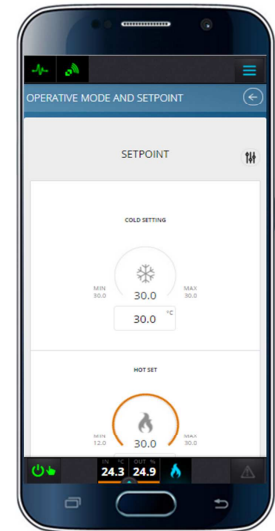 OPERATIVE MODE AND SETPOINT
SETPOINT
COLD SETTING
MIN
30.0
30.0
MAX
30.0
30.0
°C
HOT SET
MIN
12.0
30.0
MAX
30.0
IN °C OUT %
24.3 24.9